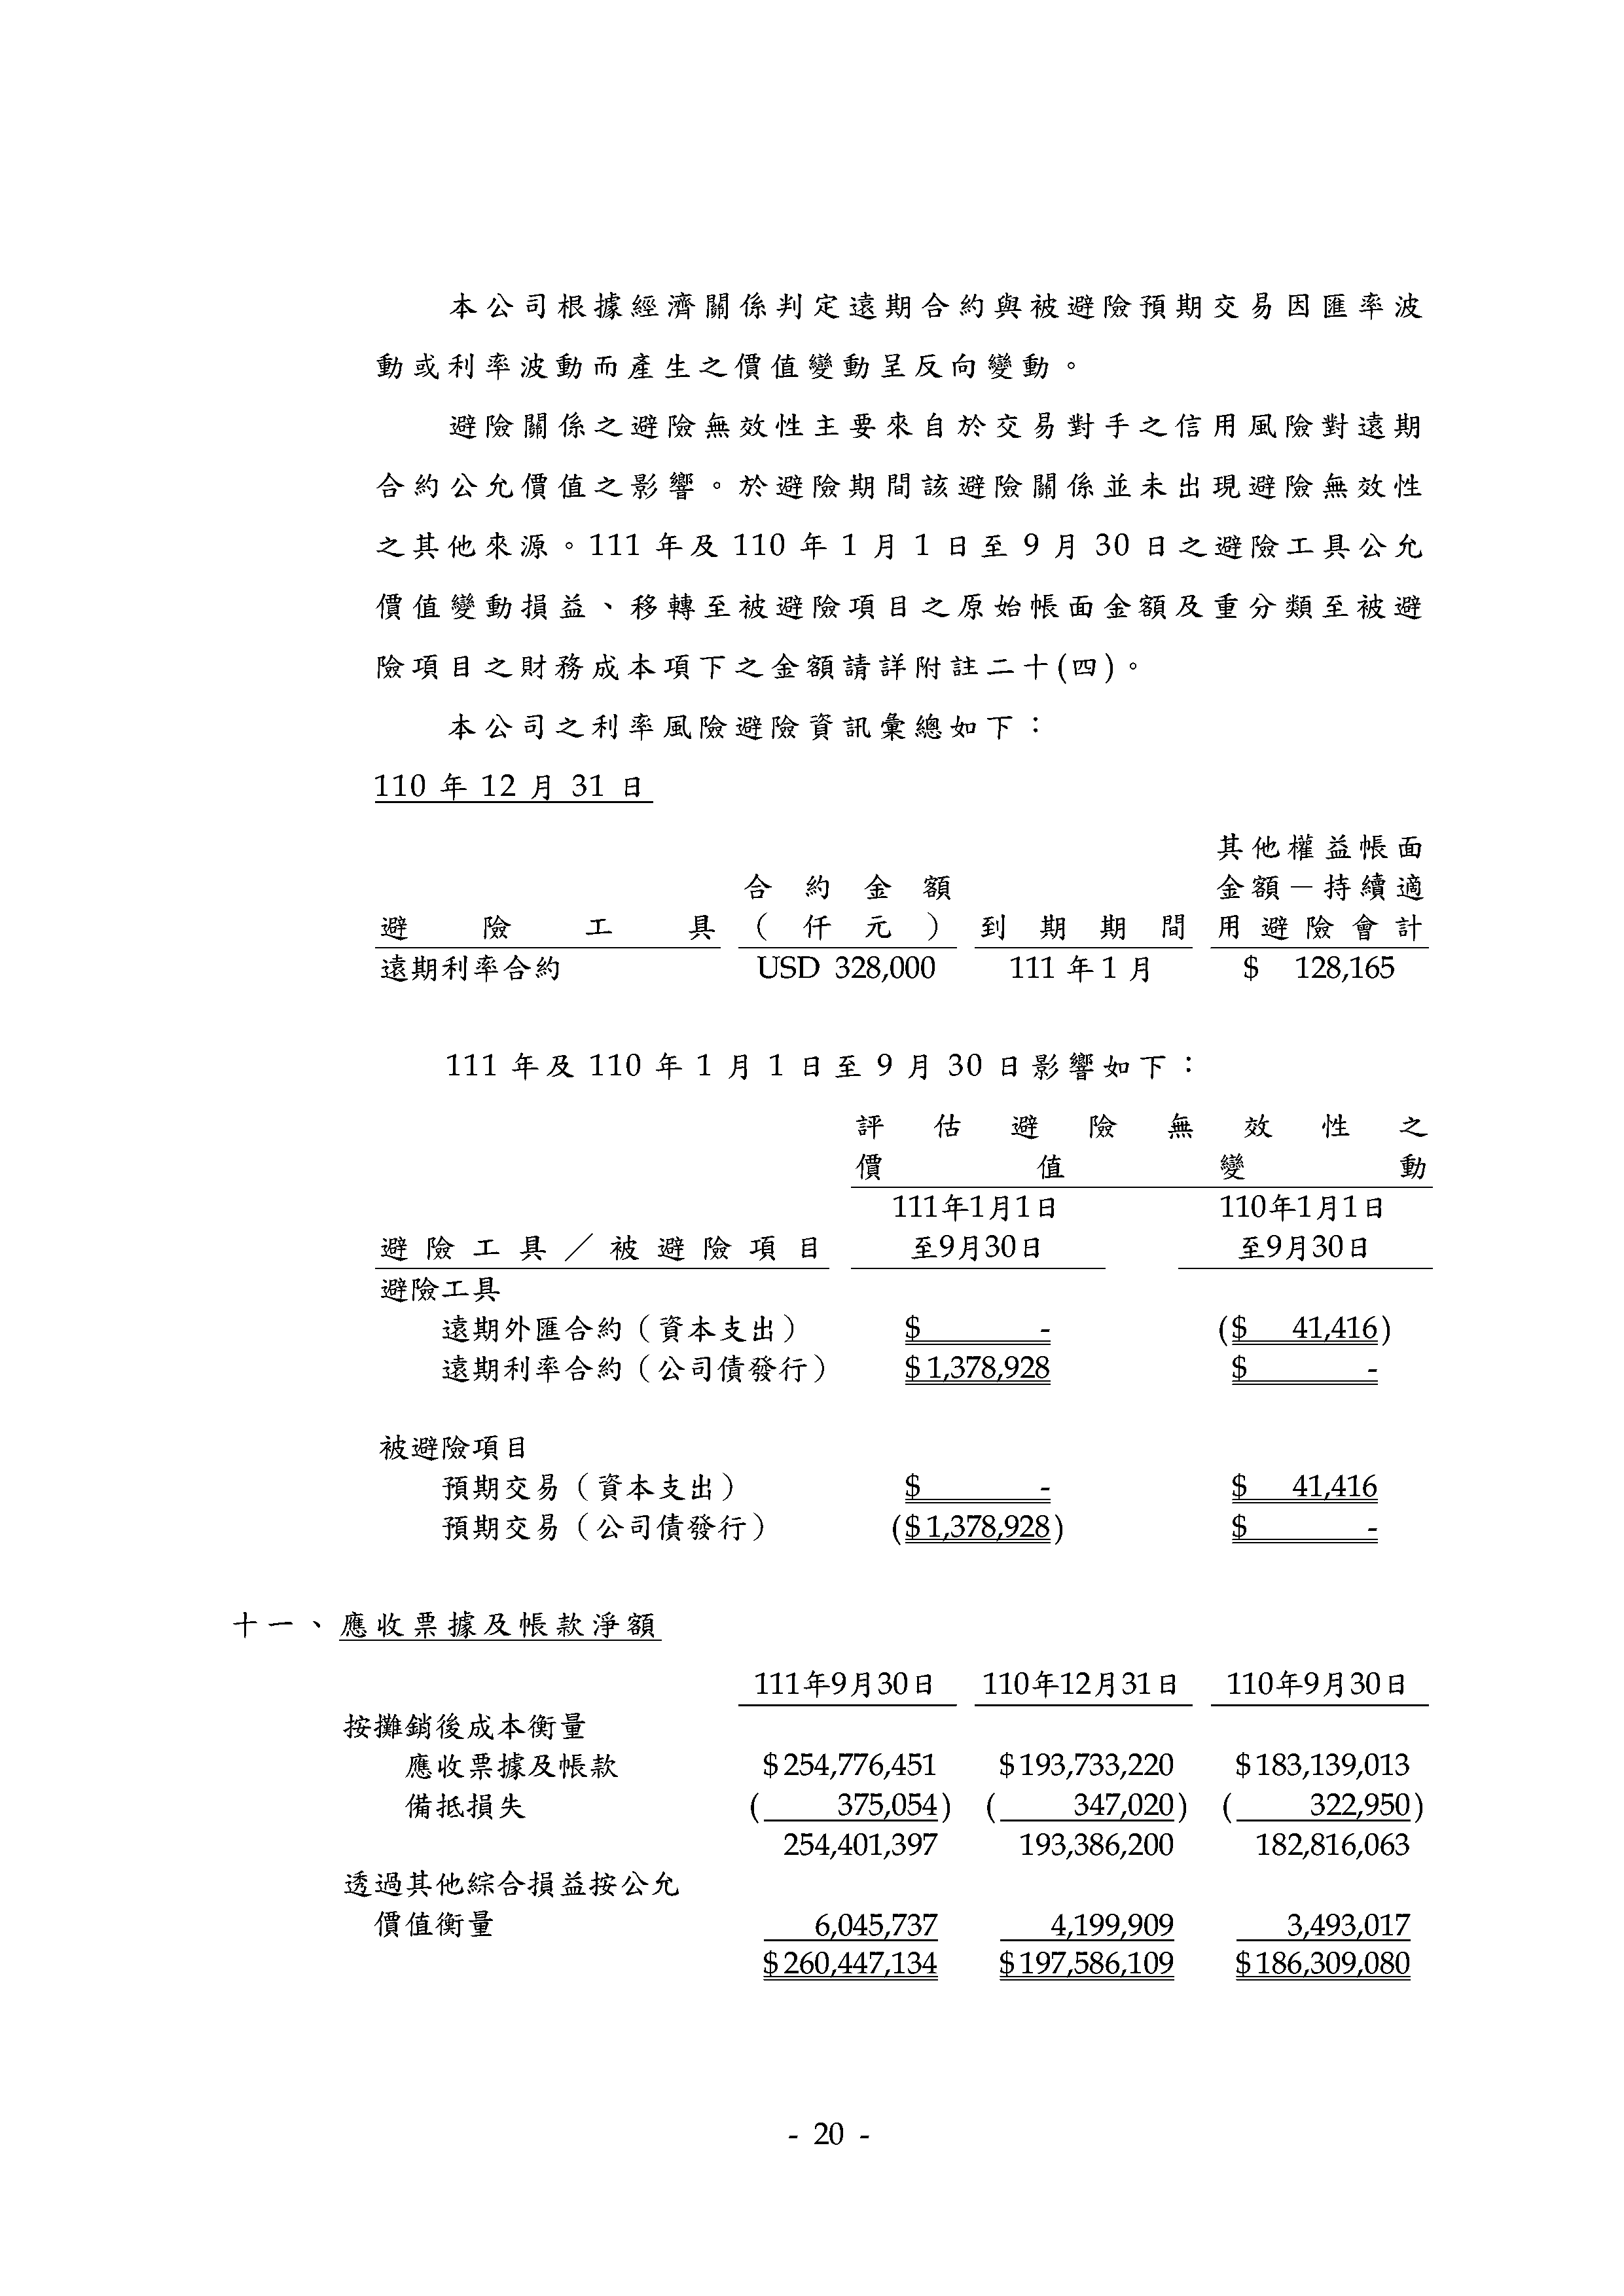 本公司根據經濟關係判定遠期合約與被避險預期交易因匯率波
動或利率波動而產生之價值變動呈反向變動。
避險關係之避險無效性主要來自於交易對手之信用風險對遠期
合約公允價值之影響。於避險期間該避險關係並未出現避險無效性
之其他來源。111 年及 110 年 1 月 1 日至 9 月 30 日之避險工具公允
價值變動損益、移轉至被避險項目之原始帳面金額及重分類至被避
險項目之財務成本項下之金額請詳附註二十(四)。
本公司之利率風險避險資訊彙總如下：
110 年 12 月 31 日
其他權益帳面
合約金額 金額－持續適
避險工具 （仟元） 到期期間 用避險會計
遠期利率合約 USD 328,000 111 年 1 月 $ 128,165
111 年及 110 年 1 月 1 日至 9 月 30 日影響如下：
評估避險無效性之
價值變動
111年1月1日 110年1月1日
避險工具／被避險項目 至9月30日 至9月30日
避險工具
遠期外匯合約（資本支出） $ - ($ 41,416)
遠期利率合約（公司債發行） $ 1,378,928 $ -
被避險項目
預期交易（資本支出） $ - $ 41,416
預期交易（公司債發行） ($ 1,378,928) $ -
十一、應收票據及帳款淨額
111年9月30日 110年12月31日 110年9月30日
按攤銷後成本衡量
應收票據及帳款 $ 254,776,451 $ 193,733,220 $ 183,139,013
備抵損失 ( 375,054) ( 347,020) ( 322,950)
254,401,397 193,386,200 182,816,063
透過其他綜合損益按公允
價值衡量 6,045,737 4,199,909 3,493,017
$ 260,447,134 $ 197,586,109 $ 186,309,080
- 20 -